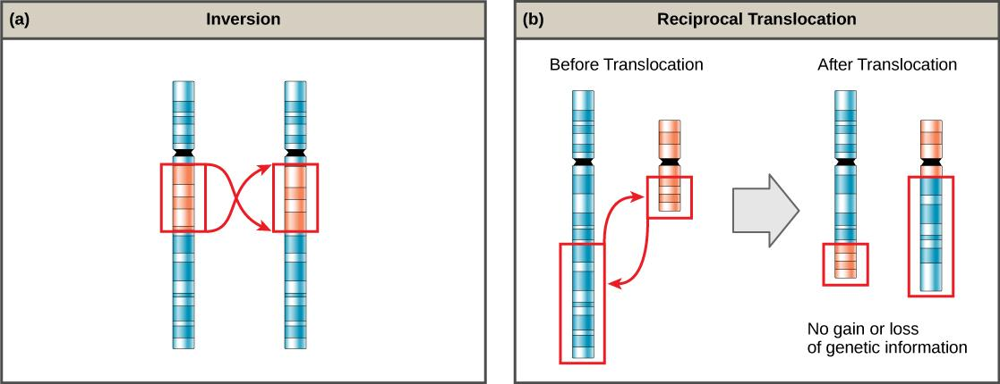 (a) Inversion
(b) Reciprocal Translocation
Before Translocation
After Translocation
No gain or loss
of genetic information